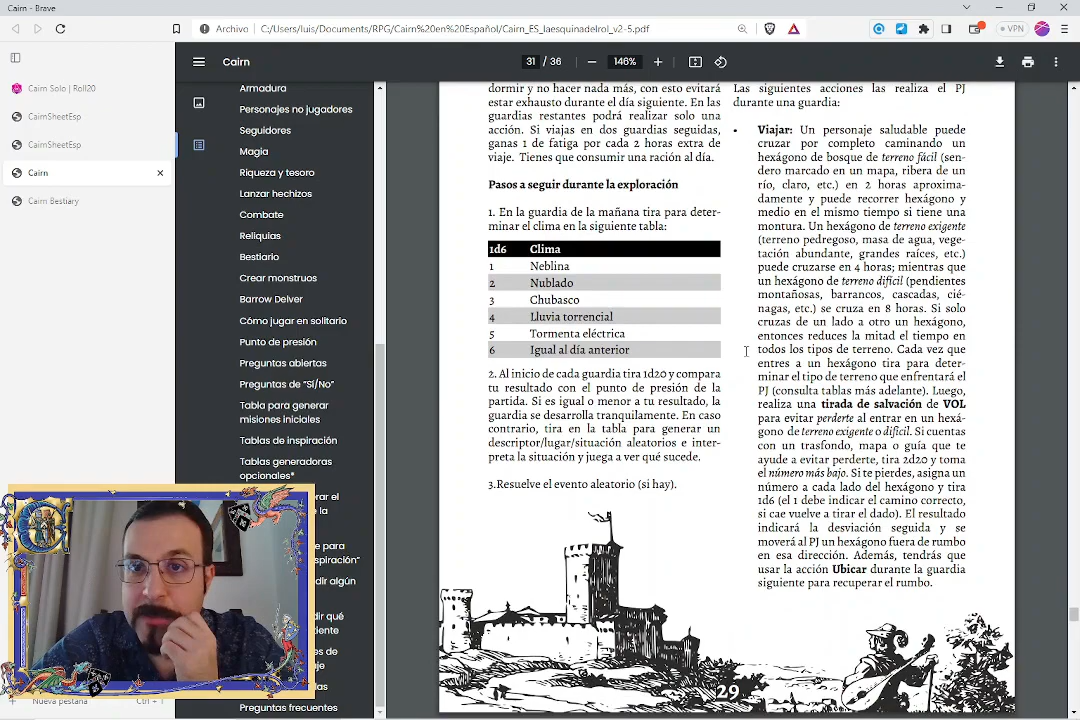 Cairn - Brave
Archivo
C:/Users/luis/Documents/RPG/Cairn%20en%20Español/Cairn_ES_laesquinadelrol_v2-5.pdf
VPN
Cairn Solo | Roll20
CairnSheetEsp
CairnSheetEsp
Cairn
Cairn Bestiary
Nueva pestaña
Ctrl + T
Cairn
31 / 36
146%
Armadura
Personajes no jugadores
Seguidores
Magia
Riqueza y tesoro
Lanzar hechizos
Combate
Reliquias
Bestiario
Crear monstruos
Barrow Delver
Cómo jugar en solitario
Punto de presión
Preguntas abiertas
Preguntas de "Sí/No"
Tabla para generar
misiones iniciales
Tablas de inspiración
Tablas generadoras
opcionales*
Preguntas frecuentes
dormir y no hacer nada más, con esto evitará
estar exhausto durante el día siguiente. En las
guardias restantes podrá realizar solo una
acción. Si viajas en dos guardias seguidas,
ganas 1 de fatiga por cada 2 horas extra de
viaje. Tienes que consumir una ración al día.
Pasos a seguir durante la exploración
1. En la guardia de la mañana tira para deter-
minar el clima en la siguiente tabla:
1d6 Clima
1 Neblina
2 Nublado
3 Chubasco
4 Lluvia torrencial
5 Tormenta eléctrica
6 Igual al día anterior
2. Al inicio de cada guardia tira 1d20 y compara
tu resultado con el punto de presión de la
partida. Si es igual o menor a tu resultado, la
guardia se desarrolla tranquilamente. En caso
contrario, tira en la tabla para generar un
descriptor/lugar/situación aleatorios e inter-
preta la situación y juega a ver qué sucede.
3.Resuelve el evento aleatorio (si hay).
Las siguientes acciones las realiza el PJ
durante una guardia:
• Viajar: Un personaje saludable puede
cruzar por completo caminando un
hexágono de bosque de terreno fácil (sen-
dero marcado en un mapa, ribera de un
río, claro, etc.) en 2 horas aproxima-
damente y puede recorrer hexágono y
medio en el mismo tiempo si tiene una
montura. Un hexágono de terreno exigente
(terreno pedregoso, masa de agua, vege-
tación abundante, grandes raíces, etc.)
puede cruzarse en 4 horas; mientras que
un hexágono de terreno difícil (pendientes
montañosas, barrancos, cascadas, cié-
nagas, etc.) se cruza en 8 horas. Si solo
cruzas de un lado a otro un hexágono,
entonces reduces la mitad el tiempo en
todos los tipos de terreno. Cada vez que
entres a un hexágono tira para deter-
minar el tipo de terreno que enfrentará el
PJ (consulta tablas más adelante). Luego,
realiza una tirada de salvación de VOL
para evitar perderte al entrar en un hexá-
gono de terreno exigente o difícil. Si cuentas
con un trasfondo, mapa o guía que te
ayude a evitar perderte, tira 2d20 y toma
el número más bajo. Si te pierdes, asigna un
número a cada lado del hexágono y tira
1d6 (el 1 debe indicar el camino correcto,
si cae vuelve a tirar el dado). El resultado
indicará la desviación seguida y se
moverá al PJ un hexágono fuera de rumbo
en esa dirección. Además, tendrás que
usar la acción Ubicar durante la guardia
siguiente para recuperar el rumbo.
29